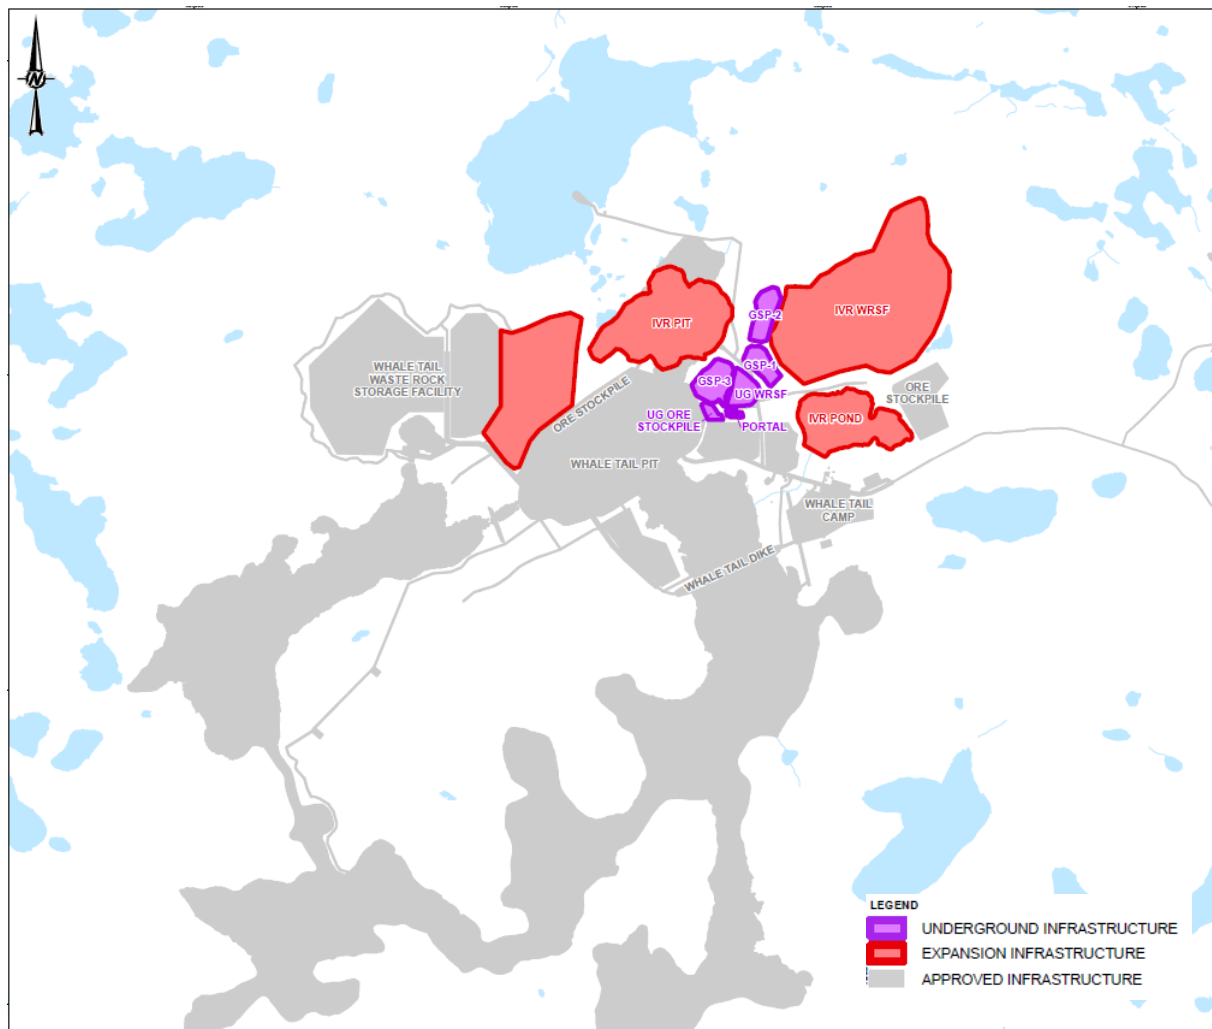 N
IVR WRSF
GSP-2
IVR PIT
GSP-1
WHALE TAIL
WASTE ROCK
STORAGE FACILITY
GSP-3
UG WRSF
ORE
STOCKPILE
ORE STOCKPILE
UG ORE
STOCKPILE
PORTAL
IVR POND
WHALE TAIL PIT
WHALE TAIL
CAMP
WHALE TAIL DIKE
LEGEND
UNDERGROUND INFRASTRUCTURE
EXPANSION INFRASTRUCTURE
APPROVED INFRASTRUCTURE